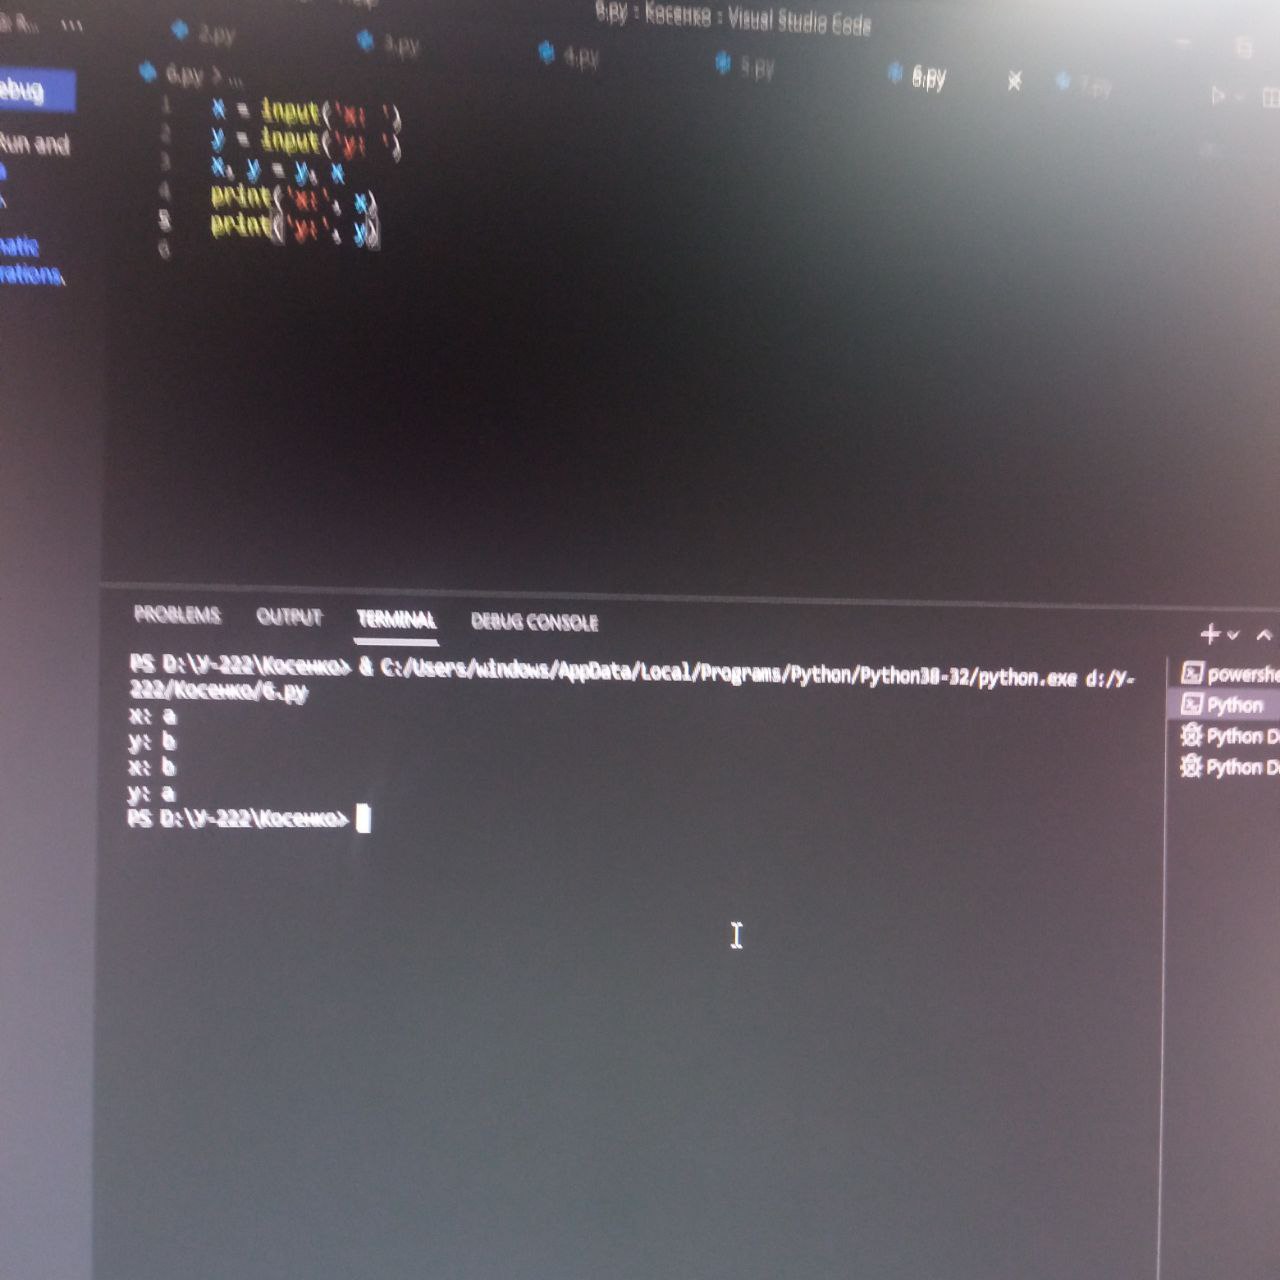 6.py - Косенко - Visual Studio Code
2.py
3.py
4.py
5.py
6.py
7.py
6.py > ...
ebug
Run and
1 x = input('x: ')
2 y = input('y: ')
3 x, y = y, x
4 print('x:', x)
5 print('y:', y)
6
matic
rations.
PROBLEMS OUTPUT TERMINAL DEBUG CONSOLE
PS D:\У-222\Косенко> & C:/Users/windows/AppData/Local/Programs/Python/Python38-32/python.exe d:/У-
222/Косенко/6.py
x: a
y: b
x: b
y: a
PS D:\У-222\Косенко>
powershe
Python
Python D
Python D